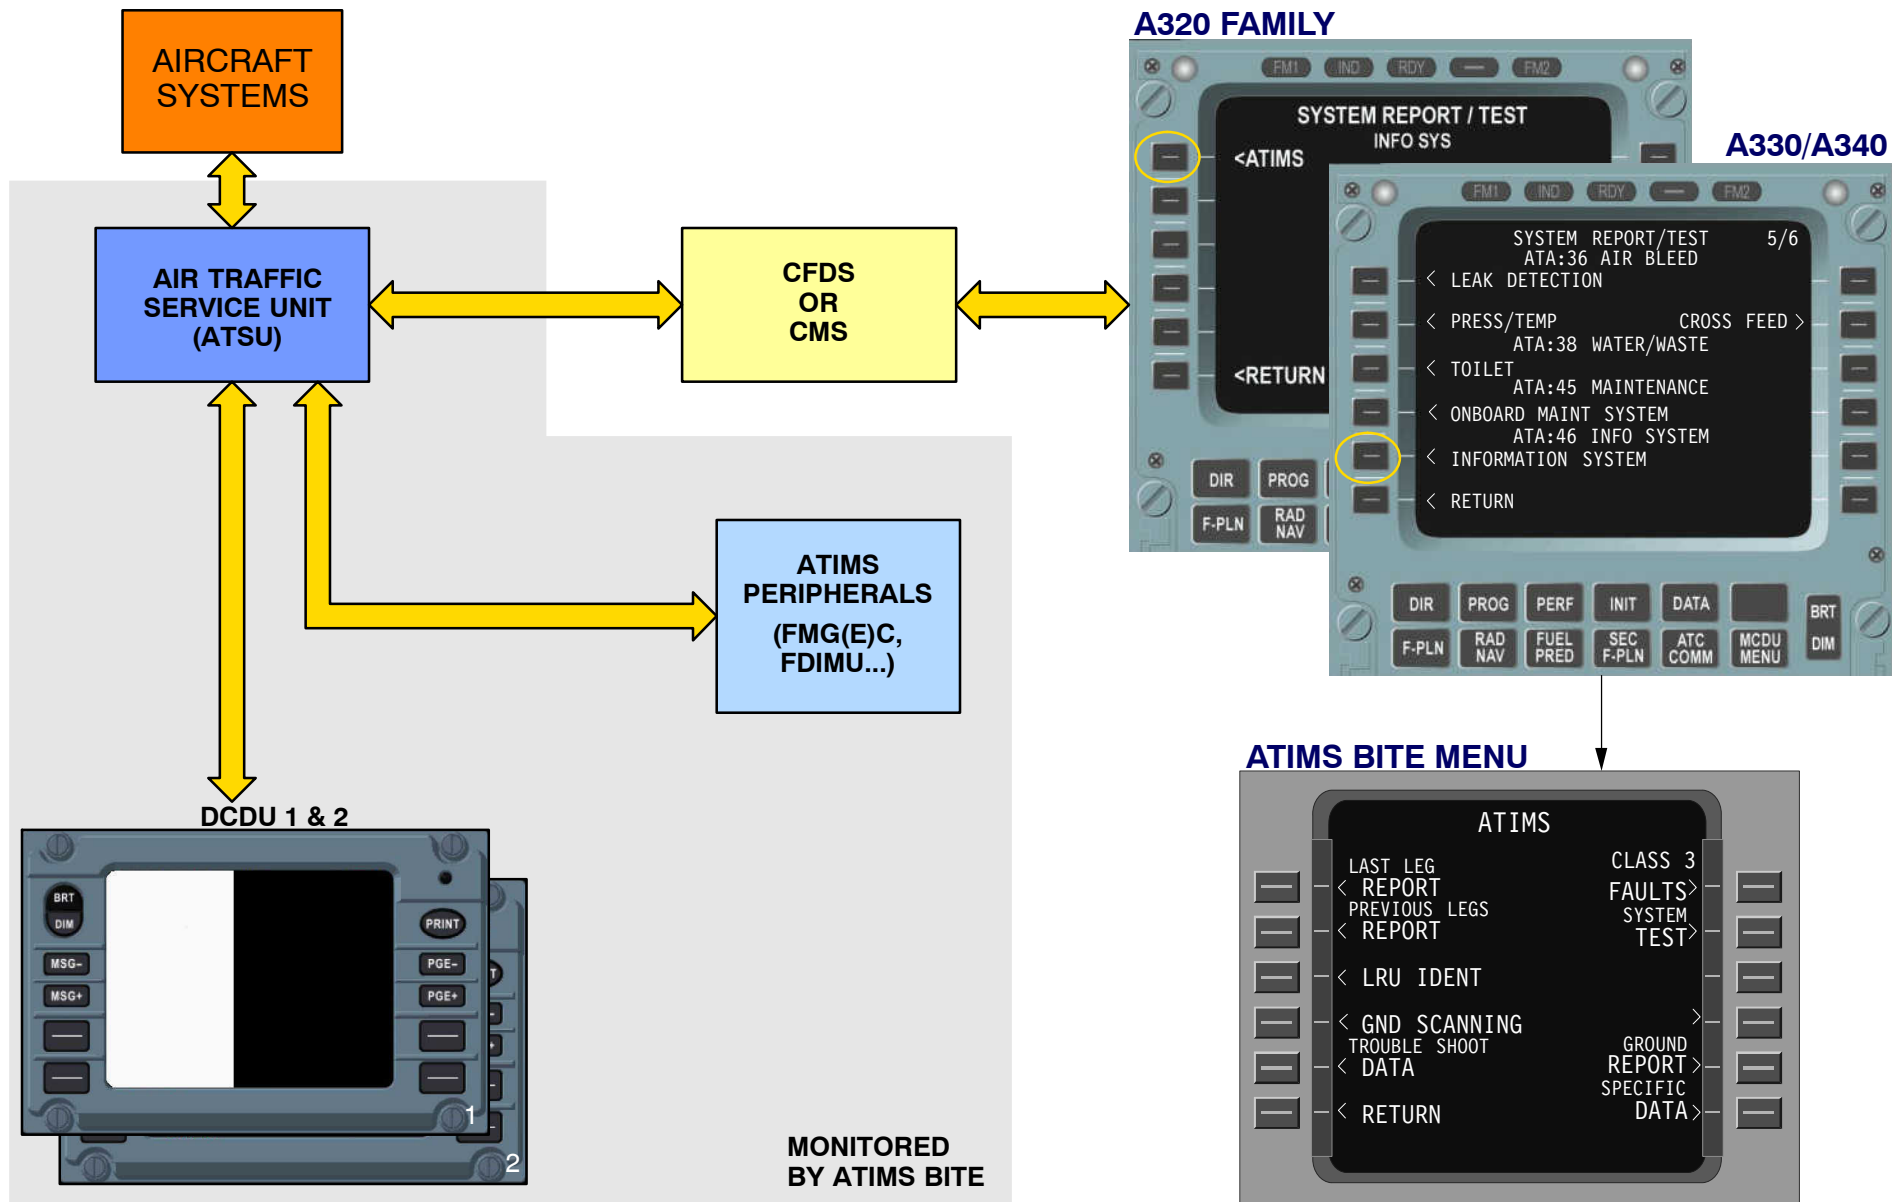 AIRCRAFT
SYSTEMS
AIR TRAFFIC
SERVICE UNIT
(ATSU)
CFDS
OR
CMS
ATIMS
PERIPHERALS
(FMG(E)C,
FDIMU...)
DCDU 1 & 2
BRT
DIM
MSG-
MSG+
PRINT
PGE-
PGE+
1
T
-
+
-
-
2
MONITORED
BY ATIMS BITE
A320 FAMILY
FM1 IND RDY FM2
SYSTEM REPORT / TEST
INFO SYS
<ATIMS
<RETURN
DIR PROG
F-PLN RAD
NAV
A330/A340
FM1 IND RDY FM2
SYSTEM REPORT/TEST 5/6
ATA:36 AIR BLEED
< LEAK DETECTION
< PRESS/TEMP CROSS FEED >
ATA:38 WATER/WASTE
< TOILET
ATA:45 MAINTENANCE
< ONBOARD MAINT SYSTEM
ATA:46 INFO SYSTEM
< INFORMATION SYSTEM
< RETURN
DIR PROG PERF INIT DATA BRT
F-PLN RAD FUEL SEC ATC MCDU DIM
NAV PRED F-PLN COMM MENU
ATIMS BITE MENU
ATIMS
LAST LEG CLASS 3
< REPORT FAULTS>
PREVIOUS LEGS SYSTEM
< REPORT TEST>
< LRU IDENT
< GND SCANNING >
TROUBLE SHOOT GROUND
< DATA REPORT>
SPECIFIC
< RETURN DATA>